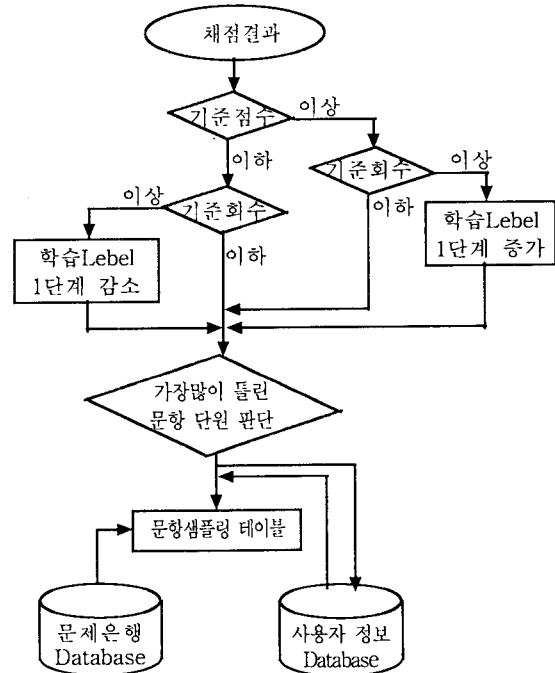 채점결과
기준점수
이상
이하
기준회수
이상
이하
이상
기준회수
이하
학습Lebel
1단계 증가
학습Lebel
1단계 감소
가장많이 틀린
문항 단원 판단
문항샘플링 테이블
문제은행
Database
사용자 정보
Database